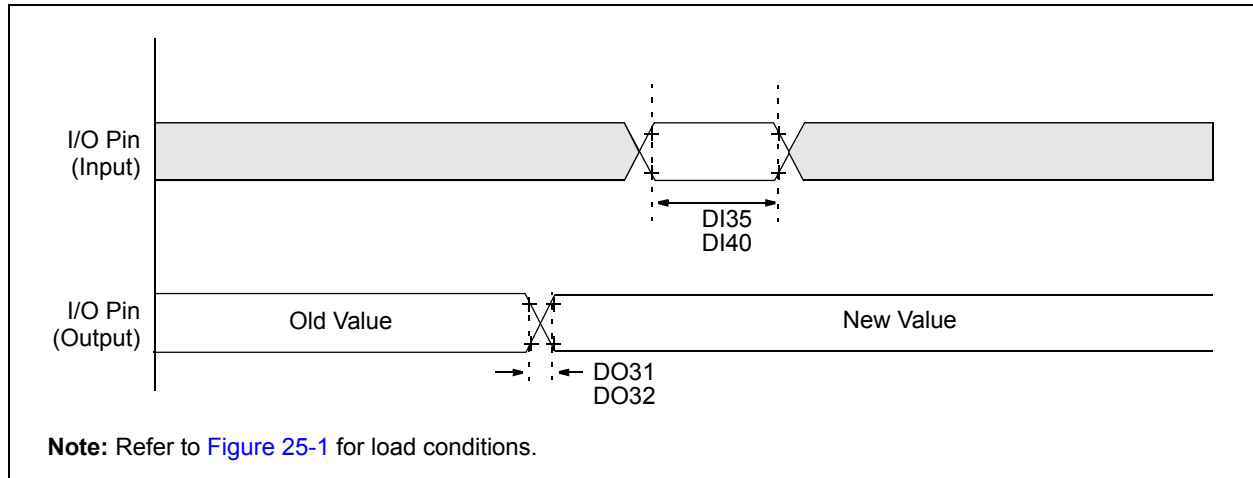 I/O Pin
(Input)
DI35
DI40
I/O Pin
(Output)
Old Value
New Value
DO31
DO32
Note: Refer to Figure 25-1 for load conditions.